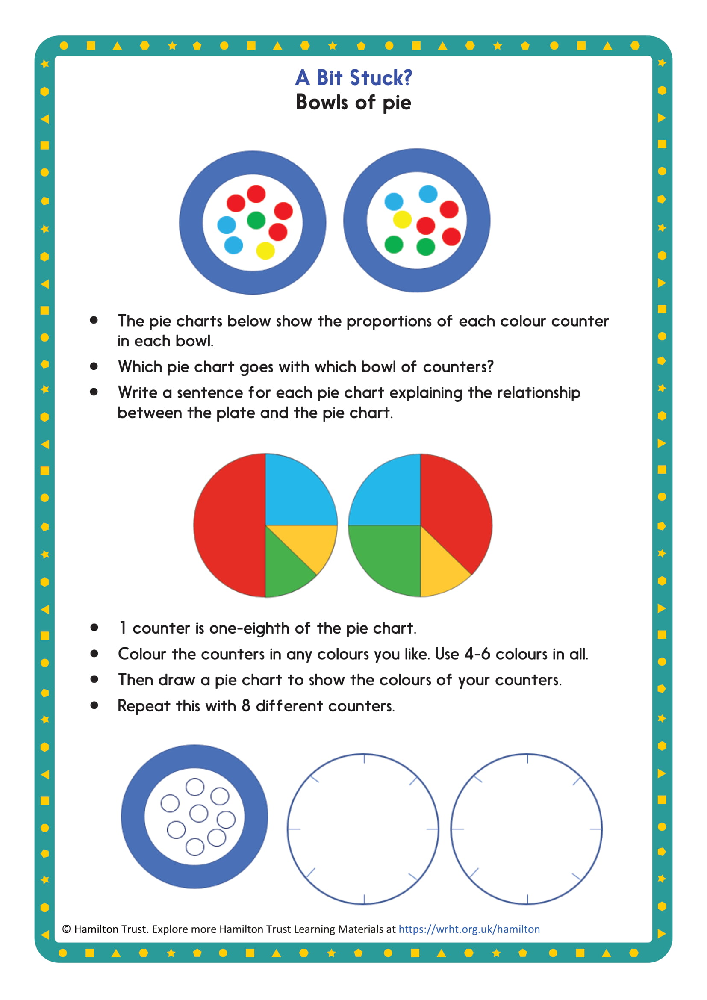 A Bit Stuck?
Bowls of pie
● The pie charts below show the proportions of each colour counter
in each bowl.
● Which pie chart goes with which bowl of counters?
● Write a sentence for each pie chart explaining the relationship
between the plate and the pie chart.
● 1 counter is one-eighth of the pie chart.
● Colour the counters in any colours you like. Use 4-6 colours in all.
● Then draw a pie chart to show the colours of your counters.
● Repeat this with 8 different counters.
© Hamilton Trust. Explore more Hamilton Trust Learning Materials at https://wrht.org.uk/hamilton